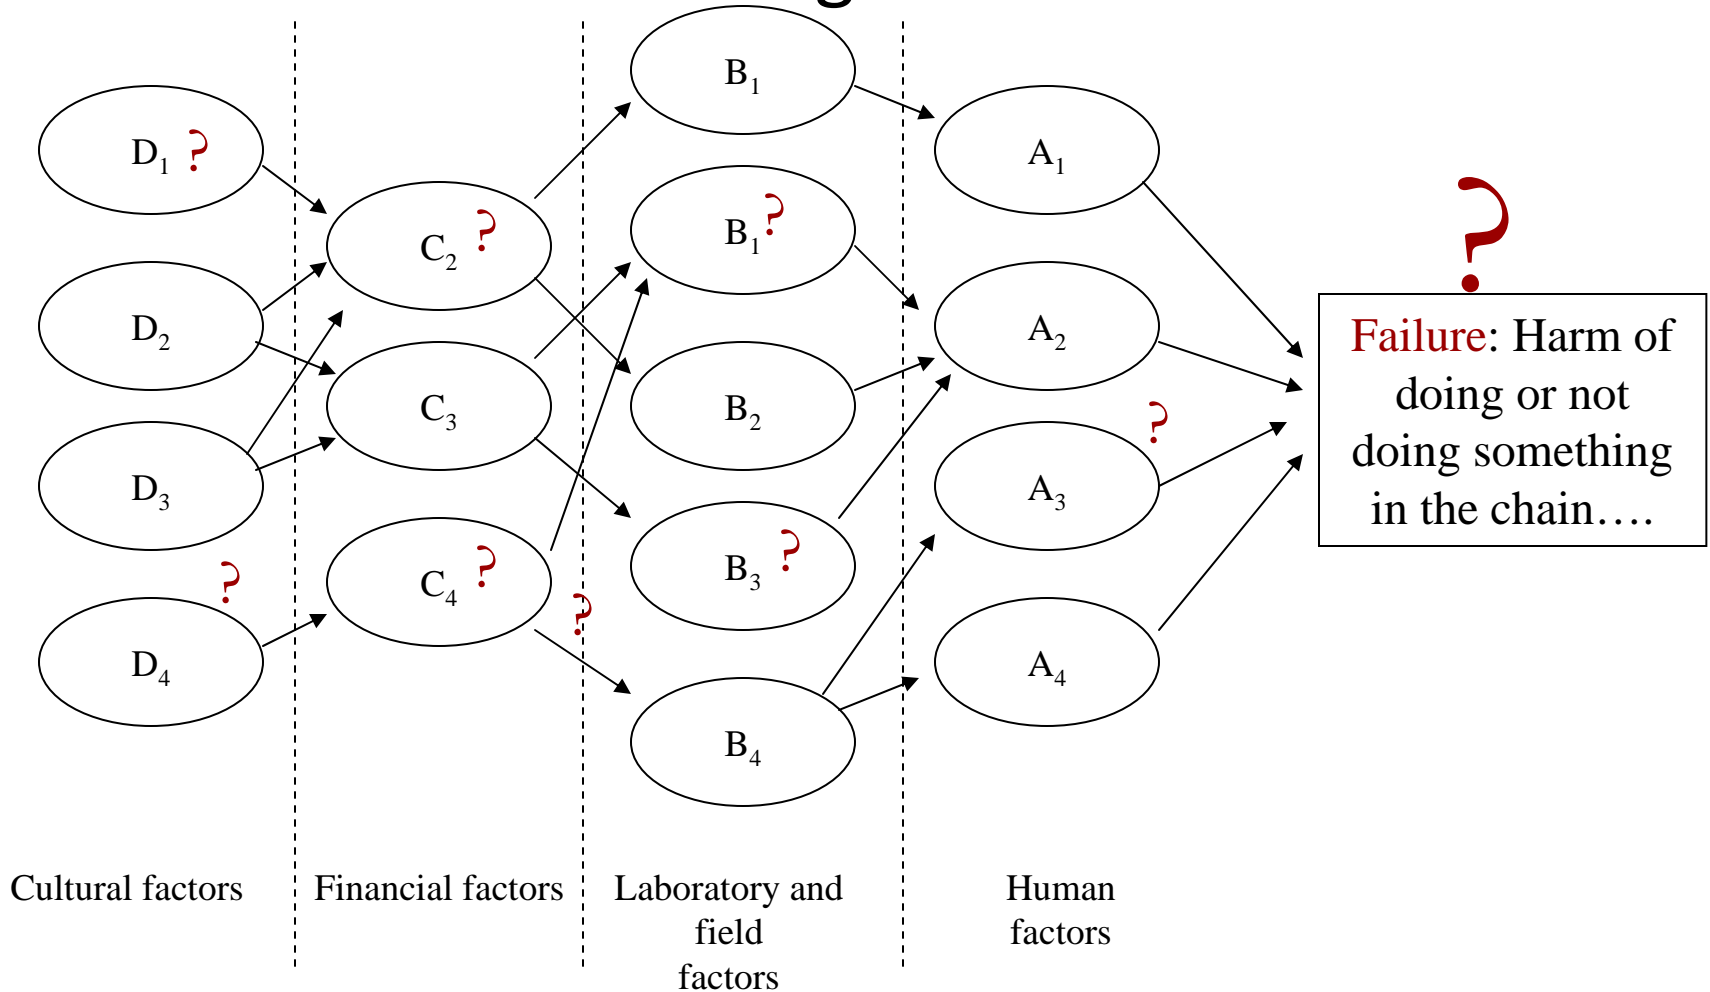 B₁
D₁ ?
A₁
C₂ ?
B₁ ?
?
D₂
A₂
Failure: Harm of
doing or not
doing something
in the chain….
C₃
B₂
?
D₃
A₃
?
C₄ ?
B₃ ?
?
D₄
A₄
B₄
Cultural factors
Financial factors
Laboratory and
field
factors
Human
factors